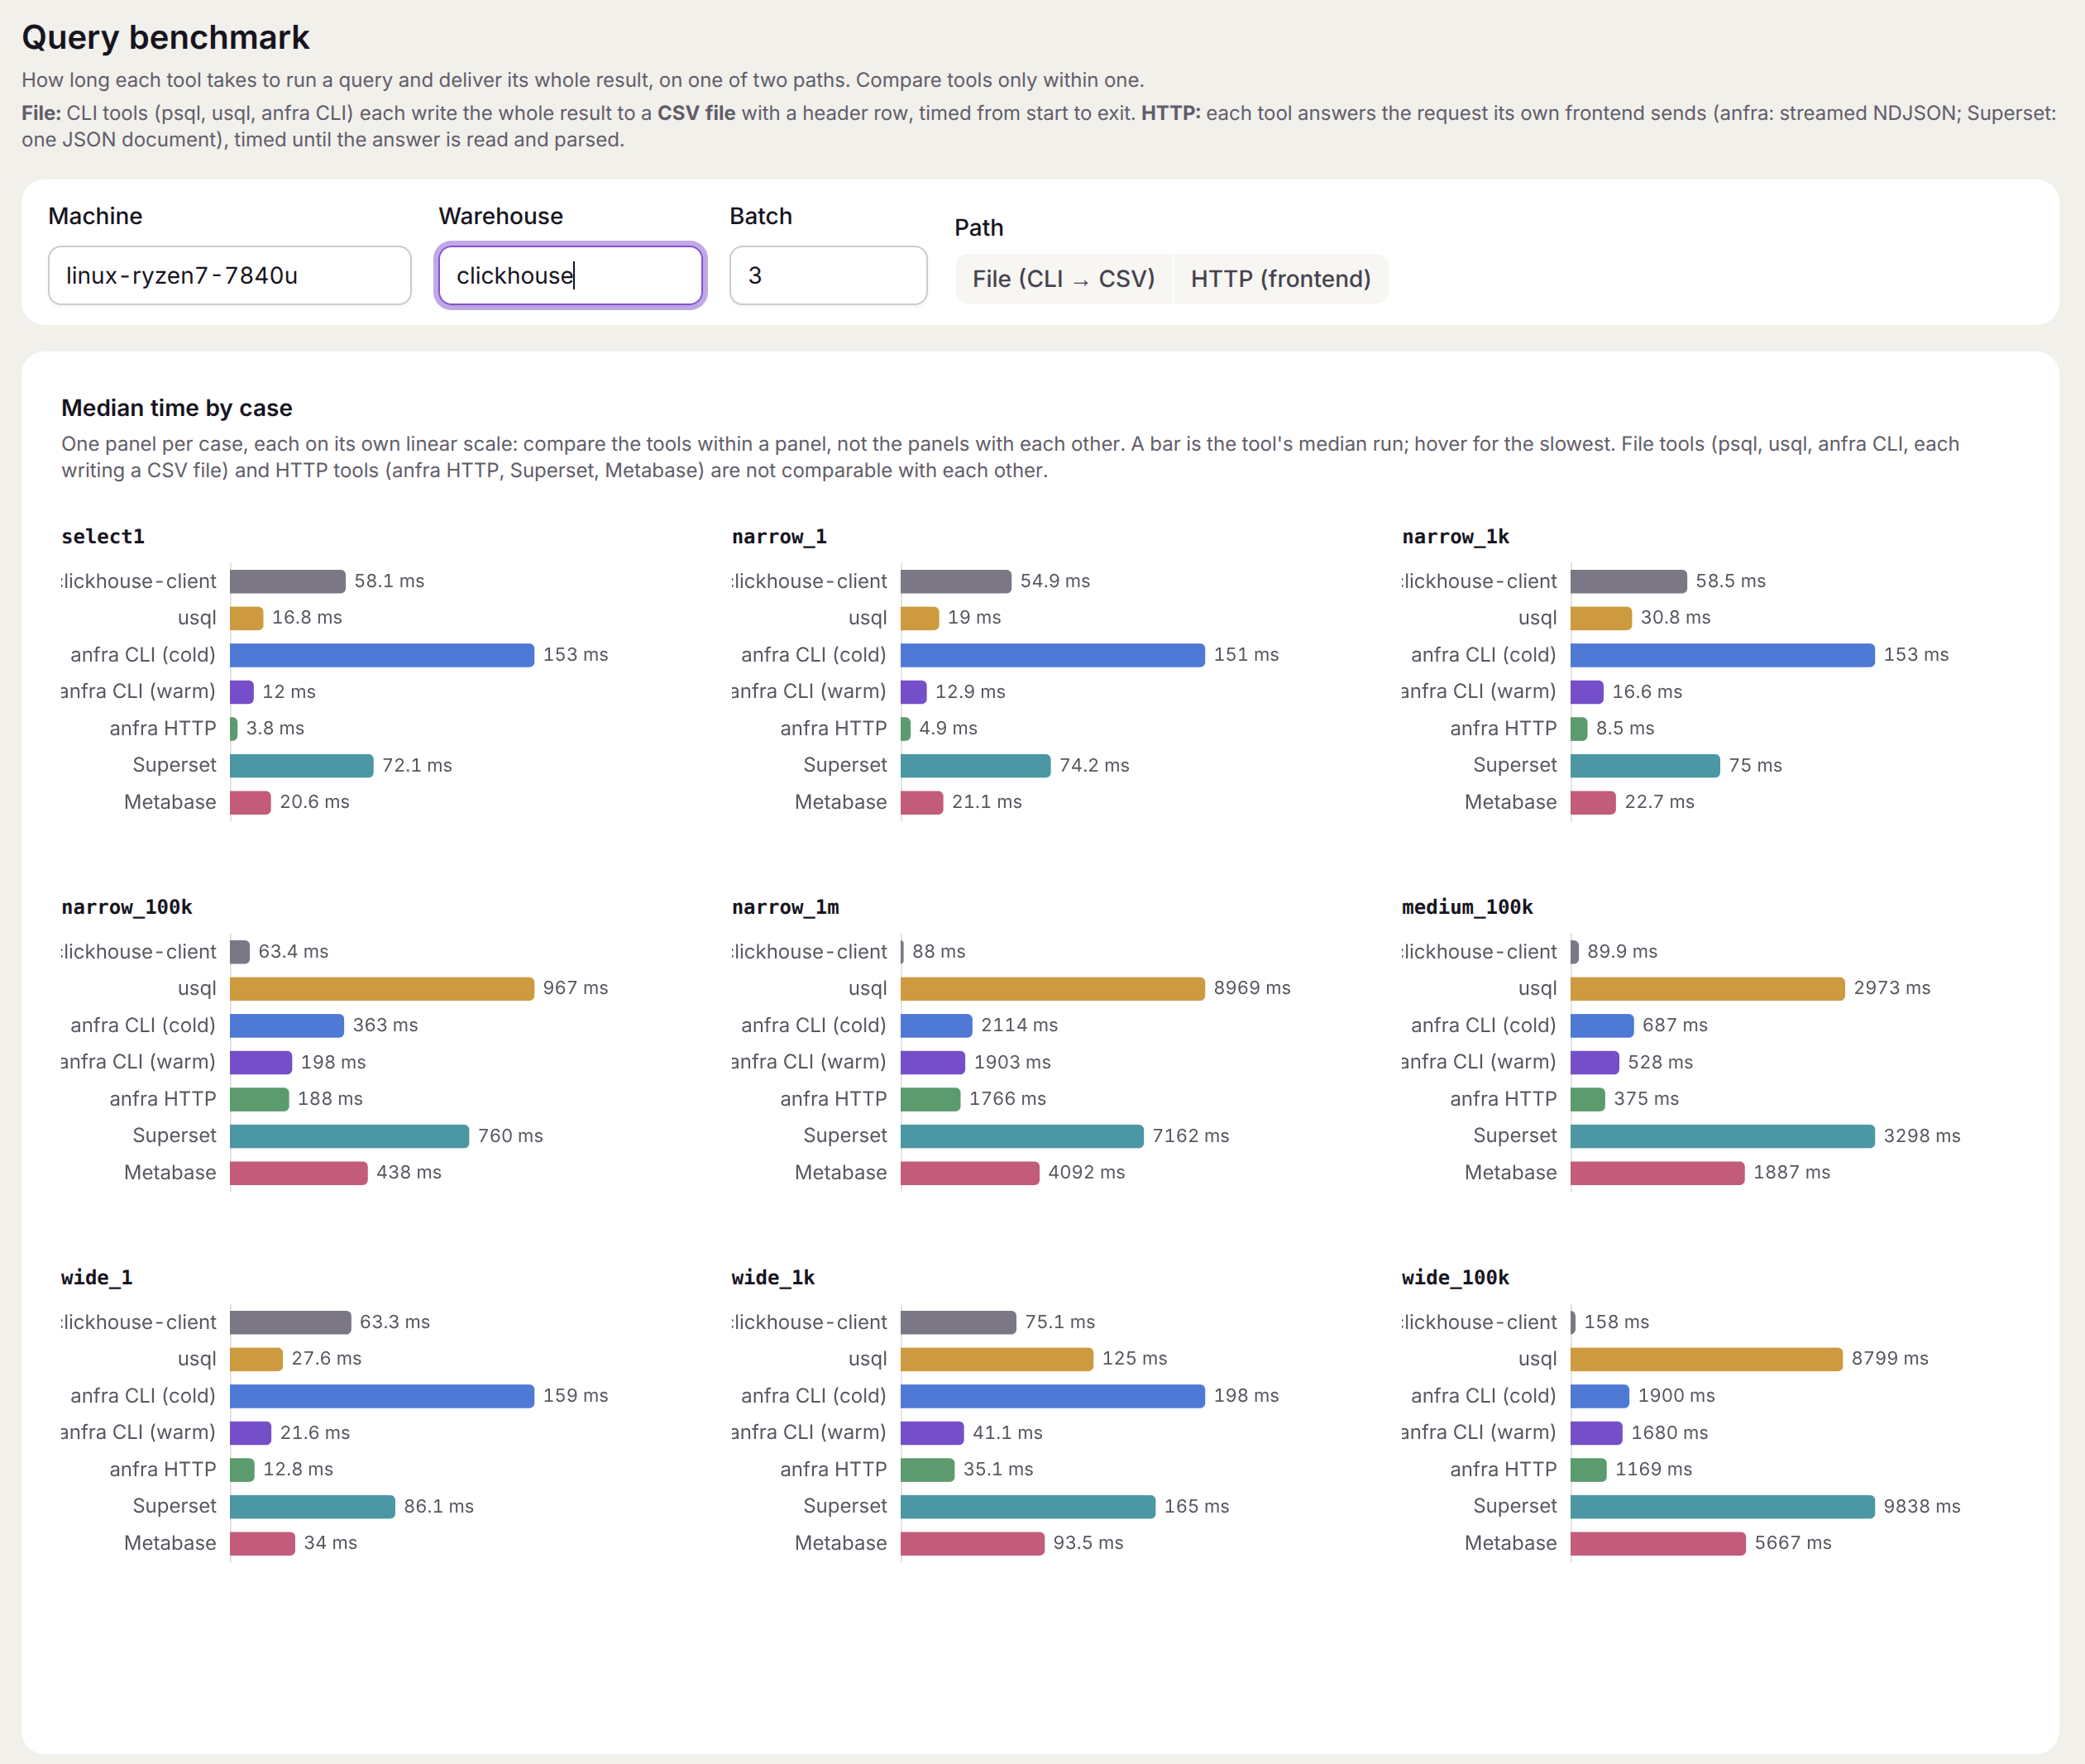 Query benchmark
How long each tool takes to run a query and deliver its whole result, on one of two paths. Compare tools only within one.
File: CLI tools (psql, usql, anfra CLI) each write the whole result to a CSV file with a header row, timed from start to exit. HTTP: each tool answers the request its own frontend sends (anfra: streamed NDJSON; Superset:
one JSON document), timed until the answer is read and parsed.
Machine
Warehouse
Batch
Path
linux-ryzen7-7840u
clickhouse
3
File (CLI → CSV)
HTTP (frontend)
Median time by case
One panel per case, each on its own linear scale: compare the tools within a panel, not the panels with each other. A bar is the tool's median run; hover for the slowest. File tools (psql, usql, anfra CLI, each
writing a CSV file) and HTTP tools (anfra HTTP, Superset, Metabase) are not comparable with each other.
select1
lickhouse-client 58.1 ms
usql 16.8 ms
anfra CLI (cold) 153 ms
anfra CLI (warm) 12 ms
anfra HTTP 3.8 ms
Superset 72.1 ms
Metabase 20.6 ms
narrow_1
lickhouse-client 54.9 ms
usql 19 ms
anfra CLI (cold) 151 ms
anfra CLI (warm) 12.9 ms
anfra HTTP 4.9 ms
Superset 74.2 ms
Metabase 21.1 ms
narrow_1k
lickhouse-client 58.5 ms
usql 30.8 ms
anfra CLI (cold) 153 ms
anfra CLI (warm) 16.6 ms
anfra HTTP 8.5 ms
Superset 75 ms
Metabase 22.7 ms
narrow_100k
lickhouse-client 63.4 ms
usql 967 ms
anfra CLI (cold) 363 ms
anfra CLI (warm) 198 ms
anfra HTTP 188 ms
Superset 760 ms
Metabase 438 ms
narrow_1m
lickhouse-client 88 ms
usql 8969 ms
anfra CLI (cold) 2114 ms
anfra CLI (warm) 1903 ms
anfra HTTP 1766 ms
Superset 7162 ms
Metabase 4092 ms
medium_100k
lickhouse-client 89.9 ms
usql 2973 ms
anfra CLI (cold) 687 ms
anfra CLI (warm) 528 ms
anfra HTTP 375 ms
Superset 3298 ms
Metabase 1887 ms
wide_1
lickhouse-client 63.3 ms
usql 27.6 ms
anfra CLI (cold) 159 ms
anfra CLI (warm) 21.6 ms
anfra HTTP 12.8 ms
Superset 86.1 ms
Metabase 34 ms
wide_1k
lickhouse-client 75.1 ms
usql 125 ms
anfra CLI (cold) 198 ms
anfra CLI (warm) 41.1 ms
anfra HTTP 35.1 ms
Superset 165 ms
Metabase 93.5 ms
wide_100k
lickhouse-client 158 ms
usql 8799 ms
anfra CLI (cold) 1900 ms
anfra CLI (warm) 1680 ms
anfra HTTP 1169 ms
Superset 9838 ms
Metabase 5667 ms